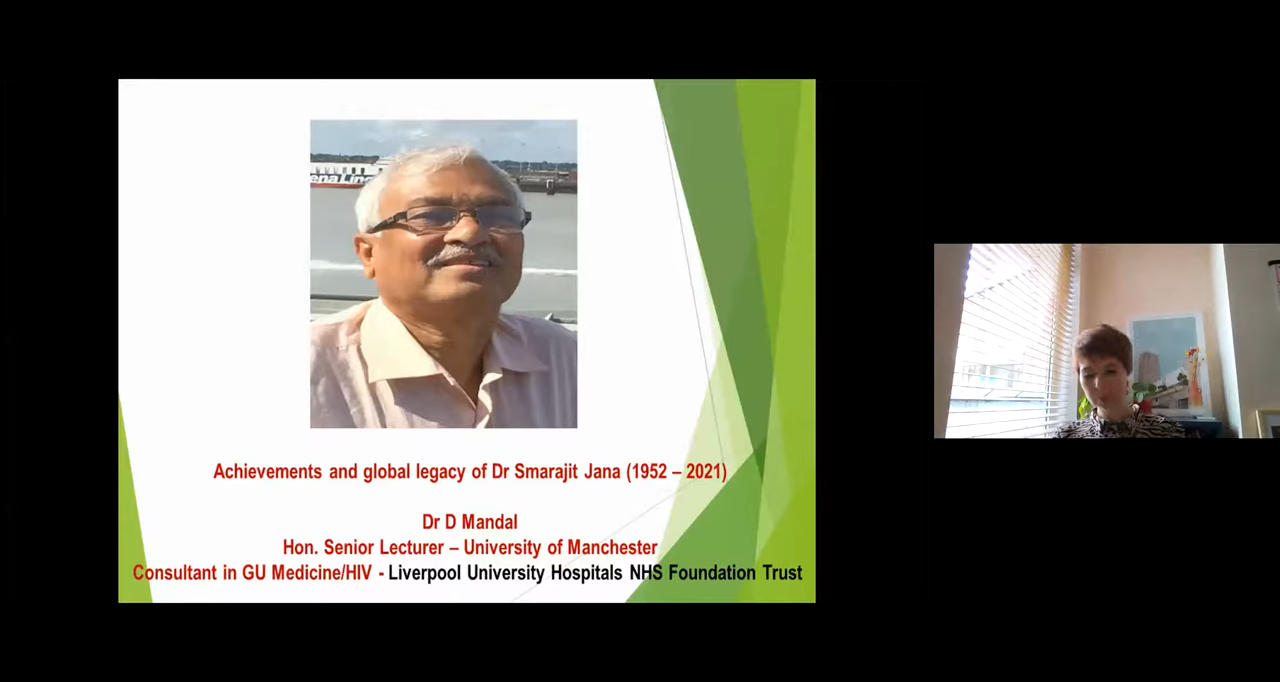 enaLine
Achievements and global legacy of Dr Smarajit Jana (1952 – 2021)
Dr D Mandal
Hon. Senior Lecturer – University of Manchester
Consultant in GU Medicine/HIV - Liverpool University Hospitals NHS Foundation Trust